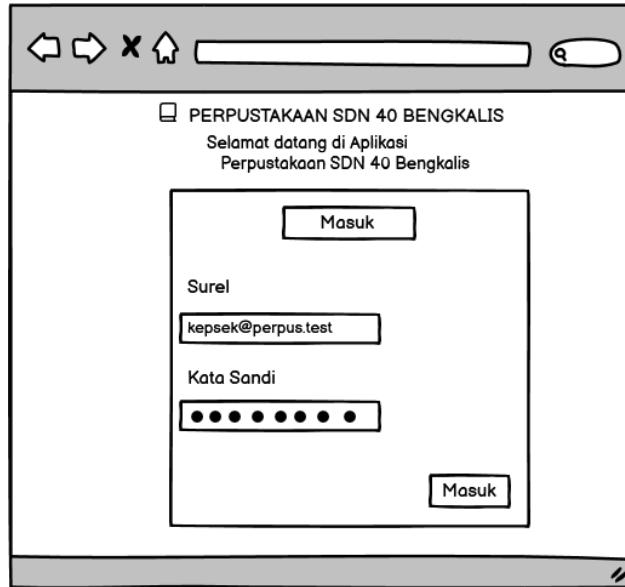 PERPUSTAKAAN SDN 40 BENGKALIS
Selamat datang di Aplikasi
Perpustakaan SDN 40 Bengkalis
Masuk
Surel
kepsek@perpus.test
Kata Sandi
Masuk